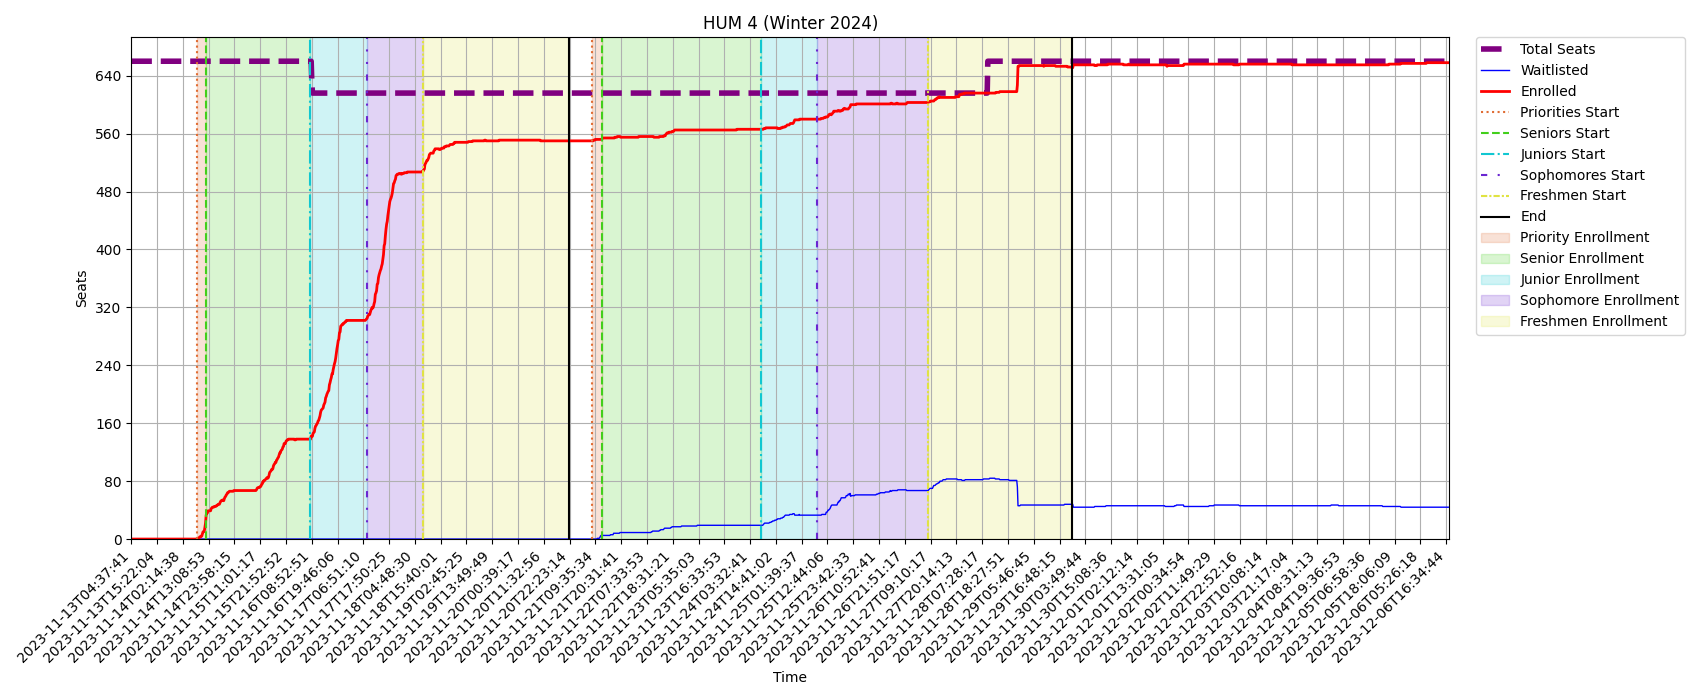 HUM 4 (Winter 2024)
Seats
640
560
480
400
320
240
160
80
0
2023-11-13T04:37:41
2023-11-13T15:22:04
2023-11-14T02:14:38
2023-11-14T13:08:53
2023-11-14T23:58:15
2023-11-15T11:01:17
2023-11-15T21:52:52
2023-11-16T08:52:51
2023-11-16T19:46:06
2023-11-17T06:51:10
2023-11-17T17:50:25
2023-11-18T04:48:30
2023-11-18T15:40:01
2023-11-19T02:45:25
2023-11-19T13:49:49
2023-11-20T00:39:17
2023-11-20T11:32:56
2023-11-20T22:23:14
2023-11-21T09:35:34
2023-11-21T20:31:41
2023-11-22T07:33:53
2023-11-22T18:31:21
2023-11-23T05:35:03
2023-11-23T16:33:53
2023-11-24T03:32:41
2023-11-24T14:41:02
2023-11-25T01:39:37
2023-11-25T12:44:06
2023-11-25T23:42:33
2023-11-26T10:52:41
2023-11-26T21:51:17
2023-11-27T09:10:17
2023-11-27T20:14:13
2023-11-28T07:28:17
2023-11-28T18:27:51
2023-11-29T05:46:45
2023-11-29T16:48:15
2023-11-30T03:49:44
2023-11-30T15:08:36
2023-12-01T02:12:14
2023-12-01T13:31:05
2023-12-02T00:34:54
2023-12-02T11:49:29
2023-12-02T22:52:16
2023-12-03T10:08:14
2023-12-03T21:17:04
2023-12-04T08:31:13
2023-12-04T19:36:53
2023-12-05T06:58:36
2023-12-05T18:06:09
2023-12-06T05:26:18
2023-12-06T16:34:44
Time
Total Seats
Waitlisted
Enrolled
Priorities Start
Seniors Start
Juniors Start
Sophomores Start
Freshmen Start
End
Priority Enrollment
Senior Enrollment
Junior Enrollment
Sophomore Enrollment
Freshmen Enrollment